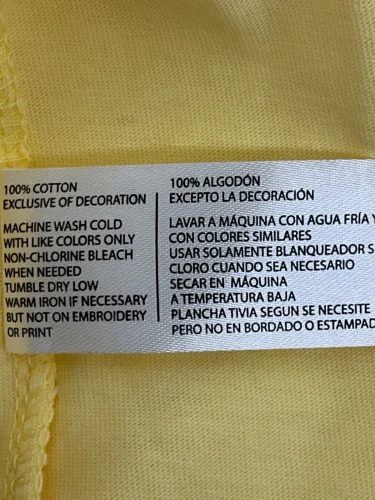 100% COTTON
EXCLUSIVE OF DECORATION
MACHINE WASH COLD
WITH LIKE COLORS ONLY
NON-CHLORINE BLEACH
WHEN NEEDED
TUMBLE DRY LOW
WARM IRON IF NECESSARY
BUT NOT ON EMBROIDERY
OR PRINT
100% ALGODÓN
EXCEPTO LA DECORACIÓN
LAVAR A MÁQUINA CON AGUA FRÍA Y
CON COLORES SIMILARES
USAR SOLAMENTE BLANQUEADOR S
CLORO CUANDO SEA NECESARIO
SECAR EN MÁQUINA
A TEMPERATURA BAJA
PLANCHA TIVIA SEGUN SE NECESITE
PERO NO EN BORDADO O ESTAMPAD